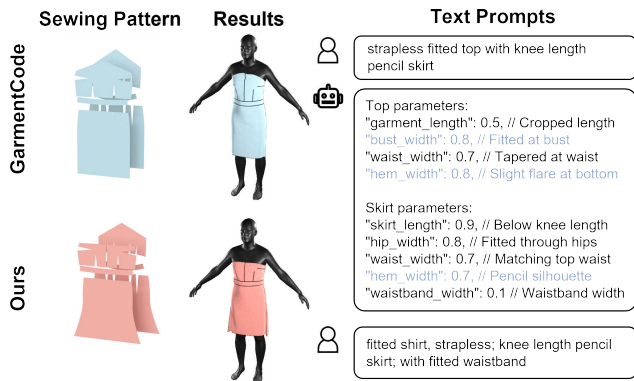 Sewing Pattern
Results
Text Prompts
GarmentCode
strapless fitted top with knee length
pencil skirt
Top parameters:
"garment_length": 0.5, // Cropped length
"bust_width": 0.8, // Fitted at bust
"waist_width": 0.7, // Tapered at waist
"hem_width": 0.8, // Slight flare at bottom
Skirt parameters:
"skirt_length": 0.9, // Below knee length
"hip_width": 0.8, // Fitted through hips
"waist_width": 0.7, // Matching top waist
"hem_width": 0.7, // Pencil silhouette
"waistband_width": 0.1 // Waistband width
Ours
fitted shirt, strapless; knee length pencil
skirt; with fitted waistband